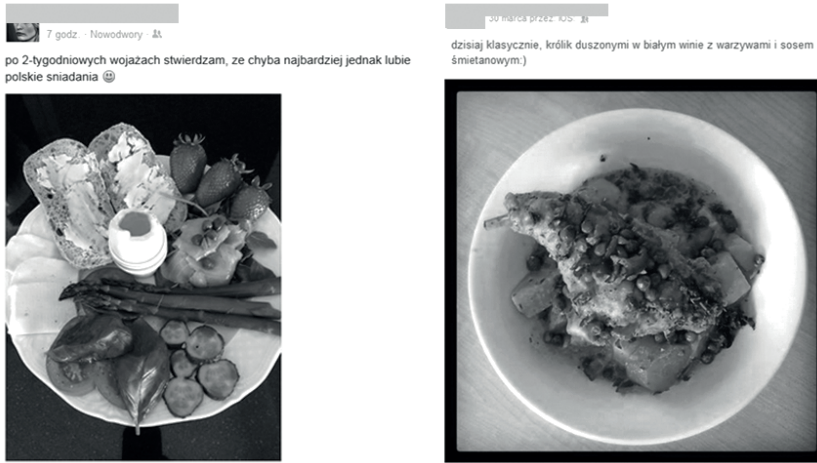 7 godz. · Nowodwory ·
po 2-tygodniowych wojażach stwierdzam, ze chyba najbardziej jednak lubie
polskie sniadania
30 marca przez: iOS:
dzisiaj klasycznie, królik duszonymi w białym winie z warzywami i sosem
śmietanowym:)